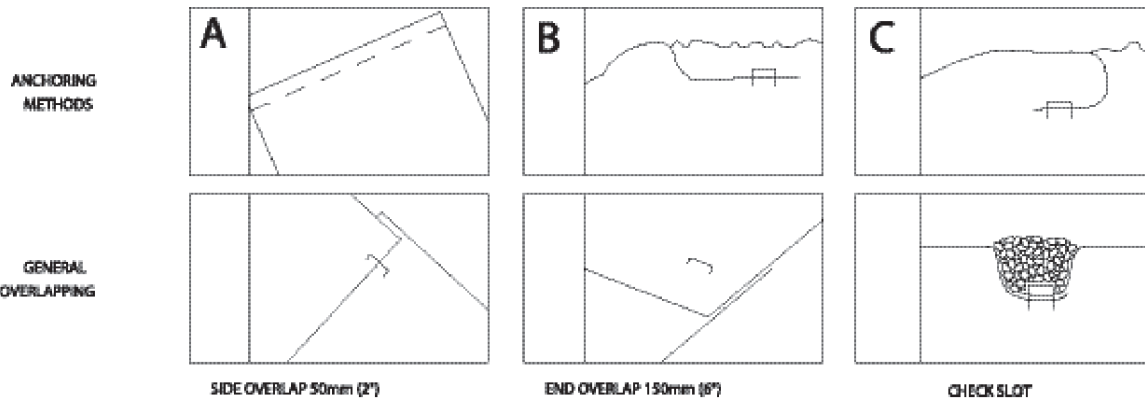 A
B
C
ANCHORING
METHODS
GENERAL
OVERLAPPING
SIDE OVERLAP 50mm (2")
END OVERLAP 150mm (6")
CHECK SLOT